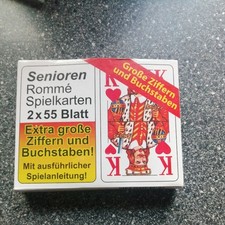 Senioren
Rommé
Spielkarten
2x55 Blatt
Extra große
Ziffern und
Buchstaben!
Mit ausführlicher
Spielanleitung!
Große Ziffern
und Buchstaben
K
K
K
K